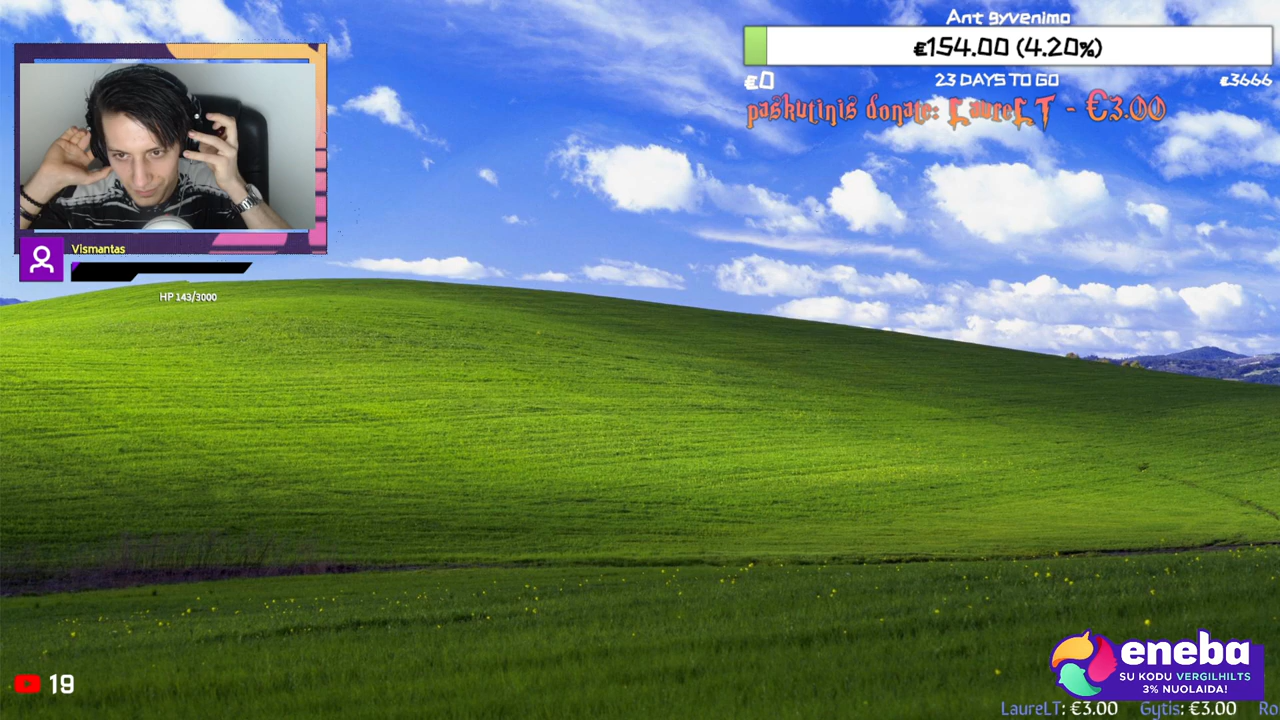 Ant gyvenimo
€154.00 (4.20%)
€0 23 DAYS TO GO €3666
paskutinis donate: LaureLT - €3.00
Vismantas
HP 143/3000
19
eneba
SU KODU VERGILHILTS
3% NUOLAIDA!
LaureLT: €3.00 Gytis: €3.00 Ro